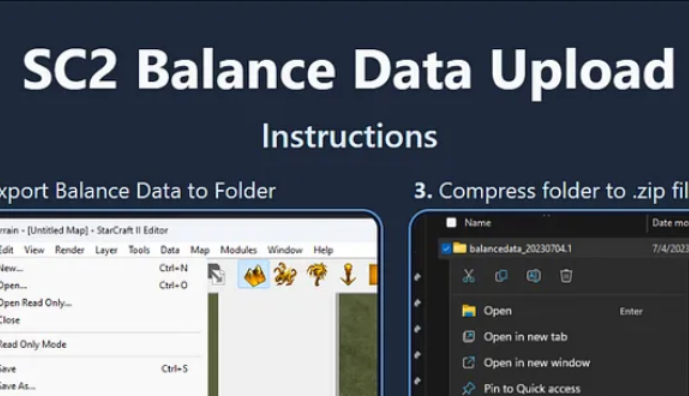 SC2 Balance Data Upload
Instructions
xport Balance Data to Folder
3. Compress folder to .zip fil
rrain - [Untitled Map] - StarCraft II Editor
Edit View Render Layer Tools Data Map Modules Window Help
New... Ctrl+N
Open... Ctrl+O
Open Read Only...
Close
Read Only Mode
Save Ctrl+S
Save As...
Name Date mo
balancedata_20230704.1 7/4/2023
Open Enter
Open in new tab
Open in new window
Pin to Quick access